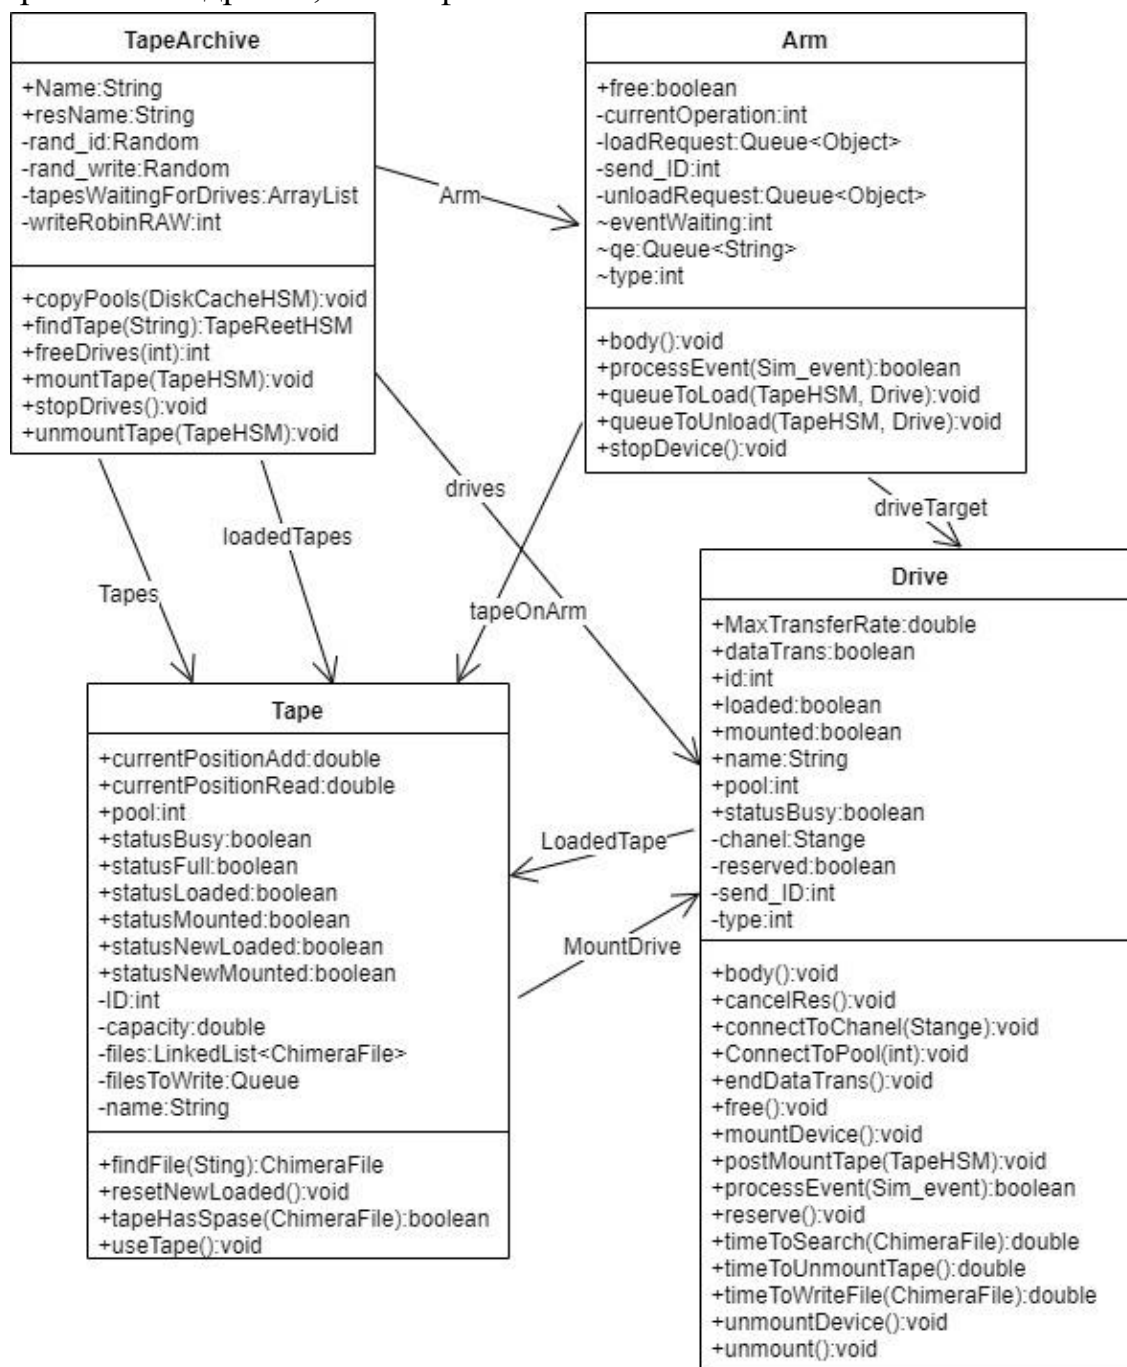 TapeArchive
+Name:String
+resName:String
-rand_id:Random
-rand_write:Random
-tapesWaitingForDrives:ArrayList
-writeRobinRAW:int
+copyPools(DiskCacheHSM):void
+findTape(String):TapeReetHSM
+freeDrives(int):int
+mountTape(TapeHSM):void
+stopDrives():void
+unmountTape(TapeHSM):void
Arm
Arm
+free:boolean
-currentOperation:int
-loadRequest:Queue<Object>
-send_ID:int
-unloadRequest:Queue<Object>
~eventWaiting:int
~qe:Queue<String>
~type:int
+body():void
+processEvent(Sim_event):boolean
+queueToLoad(TapeHSM, Drive):void
+queueToUnload(TapeHSM, Drive):void
+stopDevice():void
drives
driveTarget
loadedTapes
Tapes
tapeOnArm
Tape
+currentPositionAdd:double
+currentPositionRead:double
+pool:int
+statusBusy:boolean
+statusFull:boolean
+statusLoaded:boolean
+statusMounted:boolean
+statusNewLoaded:boolean
+statusNewMounted:boolean
-ID:int
-capacity:double
-files:LinkedList<ChimeraFile>
-filesToWrite:Queue
-name:String
+findFile(Sting):ChimeraFile
+resetNewLoaded():void
+tapeHasSpase(ChimeraFile):boolean
+useTape():void
LoadedTape
MountDrive
Drive
+MaxTransferRate:double
+dataTrans:boolean
+id:int
+loaded:boolean
+mounted:boolean
+name:String
+pool:int
+statusBusy:boolean
-chanel:Stange
-reserved:boolean
-send_ID:int
-type:int
+body():void
+cancelRes():void
+connectToChanel(Stange):void
+ConnectToPool(int):void
+endDataTrans():void
+free():void
+mountDevice():void
+postMountTape(TapeHSM):void
+processEvent(Sim_event):boolean
+reserve():void
+timeToSearch(ChimeraFile):double
+timeToUnmountTape():double
+timeToWriteFile(ChimeraFile):double
+unmountDevice():void
+unmount():void